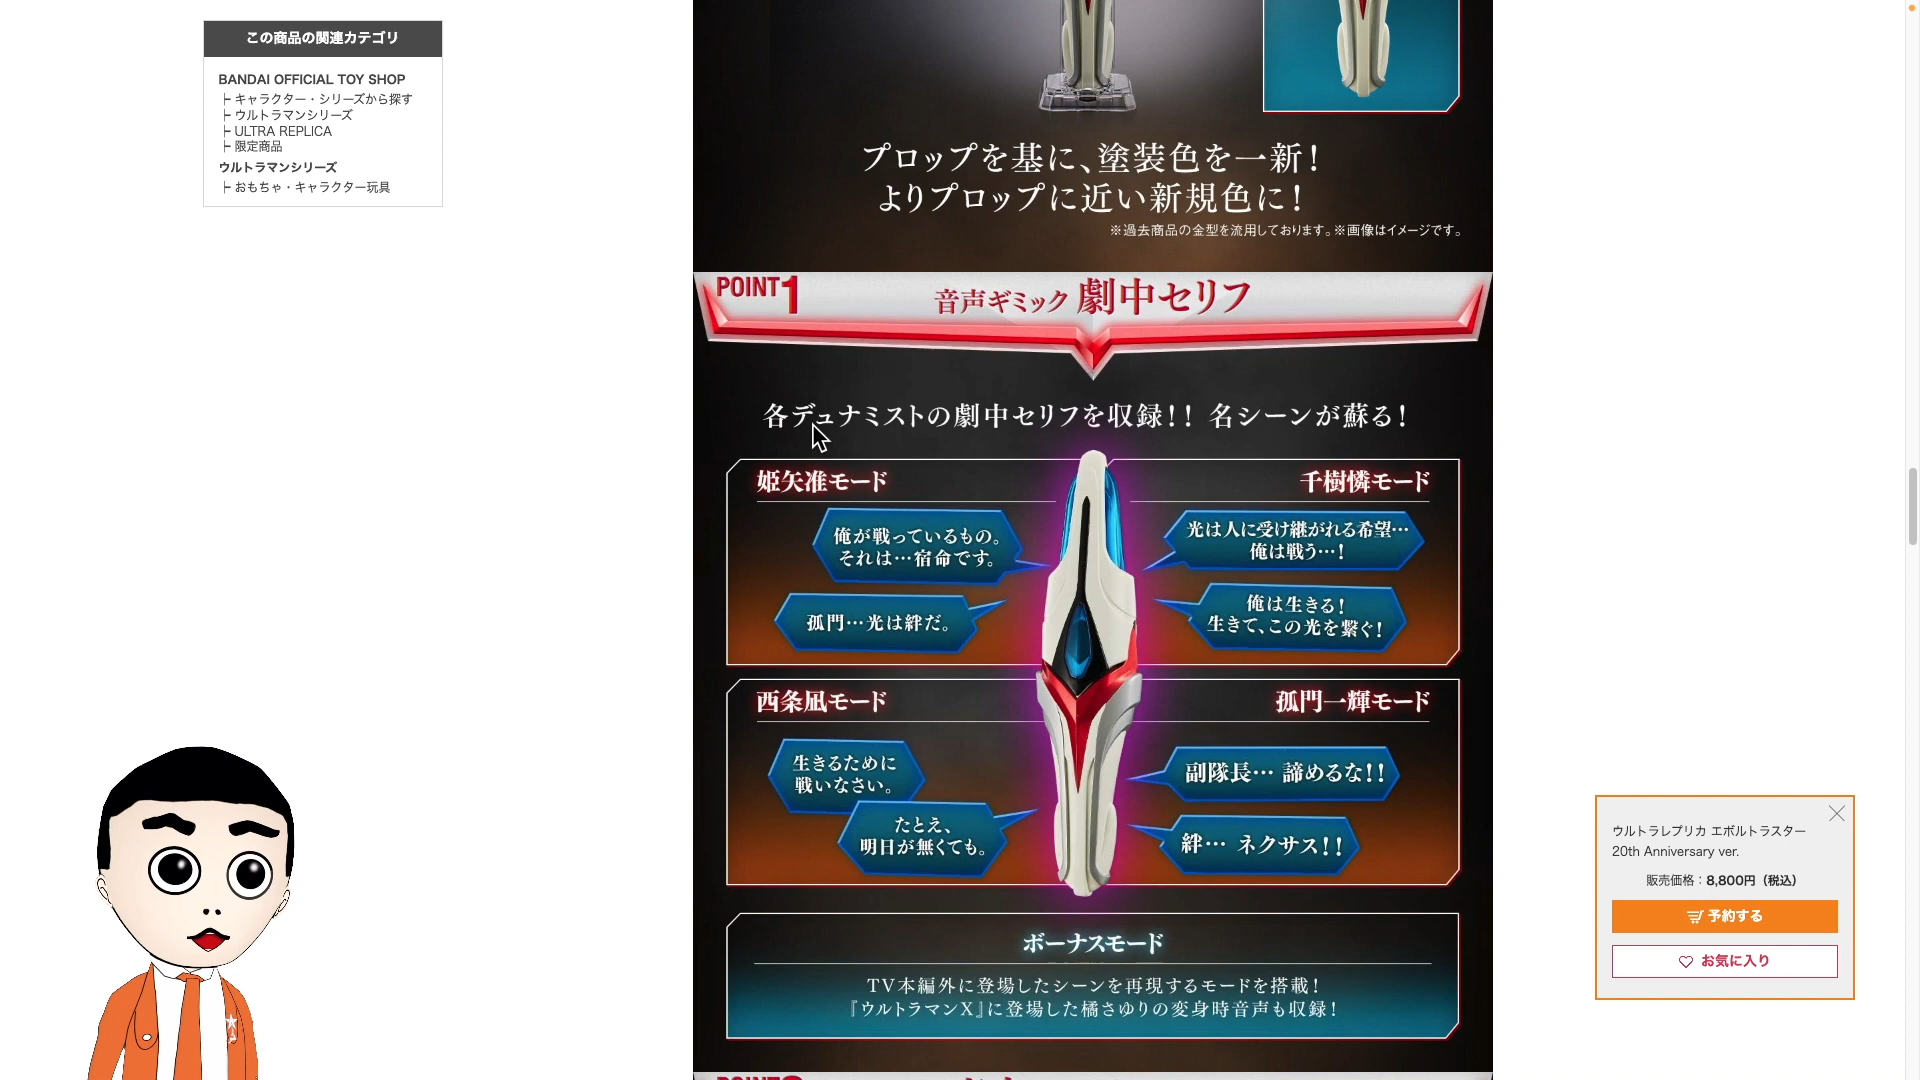 この商品の関連カテゴリ
BANDAI OFFICIAL TOY SHOP
├ キャラクター・シリーズから探す
├ ウルトラマンシリーズ
├ ULTRA REPLICA
├ 限定商品
ウルトラマンシリーズ
├ おもちゃ・キャラクター玩具
プロップを基に、塗装色を一新！
よりプロップに近い新規色に！
※過去商品の金型を流用しております。※画像はイメージです。
POINT1
音声ギミック 劇中セリフ
各デュナミストの劇中セリフを収録！！ 名シーンが蘇る！
姫矢准モード
俺が戦っているもの。
それは…宿命です。
孤門…光は絆だ。
千樹憐モード
光は人に受け継がれる希望…
俺は戦う…！
俺は生きる！
生きて、この光を繋ぐ！
西条凪モード
生きるために
戦いなさい。
たとえ、
明日が無くても。
孤門一輝モード
副隊長… 諦めるな！！
絆… ネクサス！！
ボーナスモード
TV本編外に登場したシーンを再現するモードを搭載！
『ウルトラマンX』に登場した橘さゆりの変身時音声も収録！
ウルトラレプリカ エボルトラスター
20th Anniversary ver.
販売価格：8,800円（税込）
予約する
お気に入り